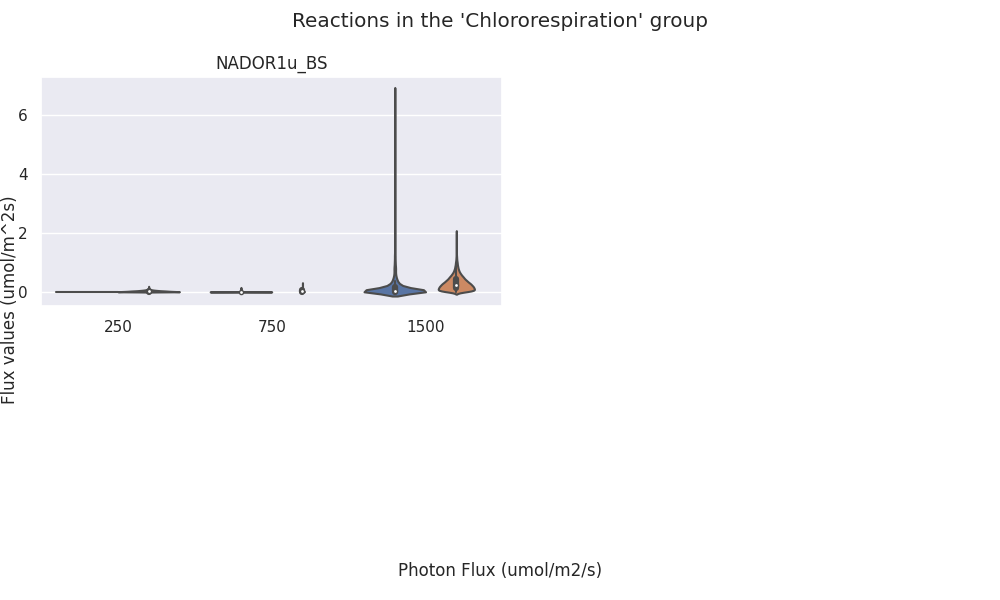 Reactions in the 'Chlororespiration' group
NADOR1u_BS
6
4
2
0
250 750 1500
Flux values (umol/m^2s)
Photon Flux (umol/m2/s)